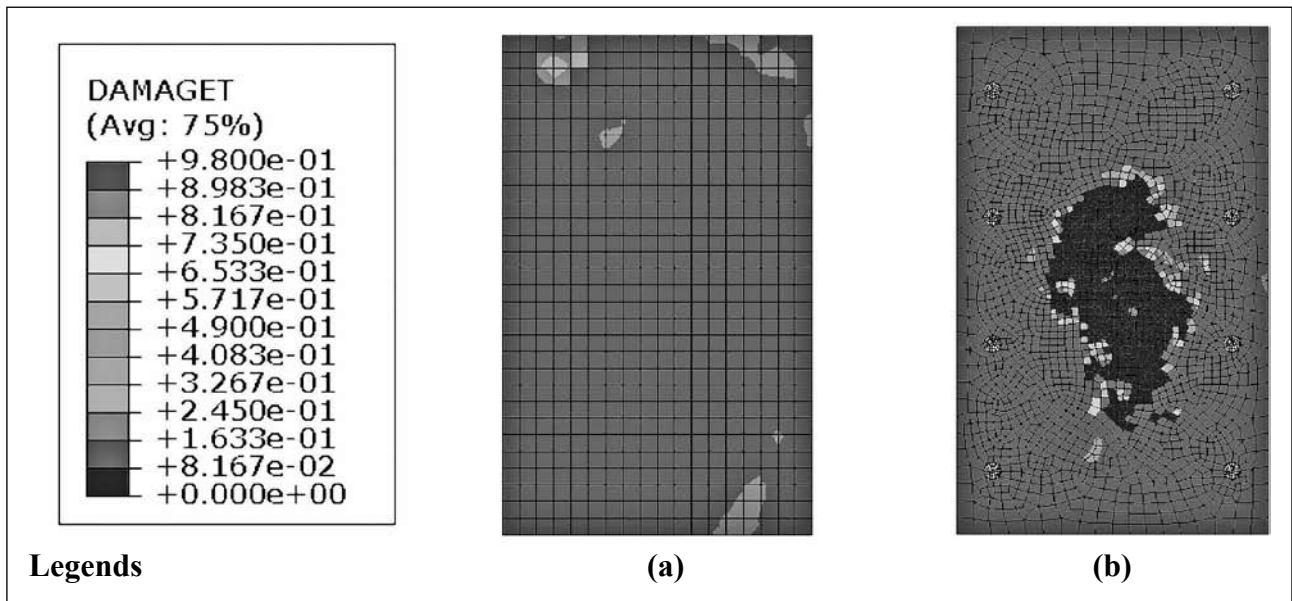 DAMAGET
(Avg: 75%)
+9.800e-01
+8.983e-01
+8.167e-01
+7.350e-01
+6.533e-01
+5.717e-01
+4.900e-01
+4.083e-01
+3.267e-01
+2.450e-01
+1.633e-01
+8.167e-02
+0.000e+00
Legends
(a)
(b)